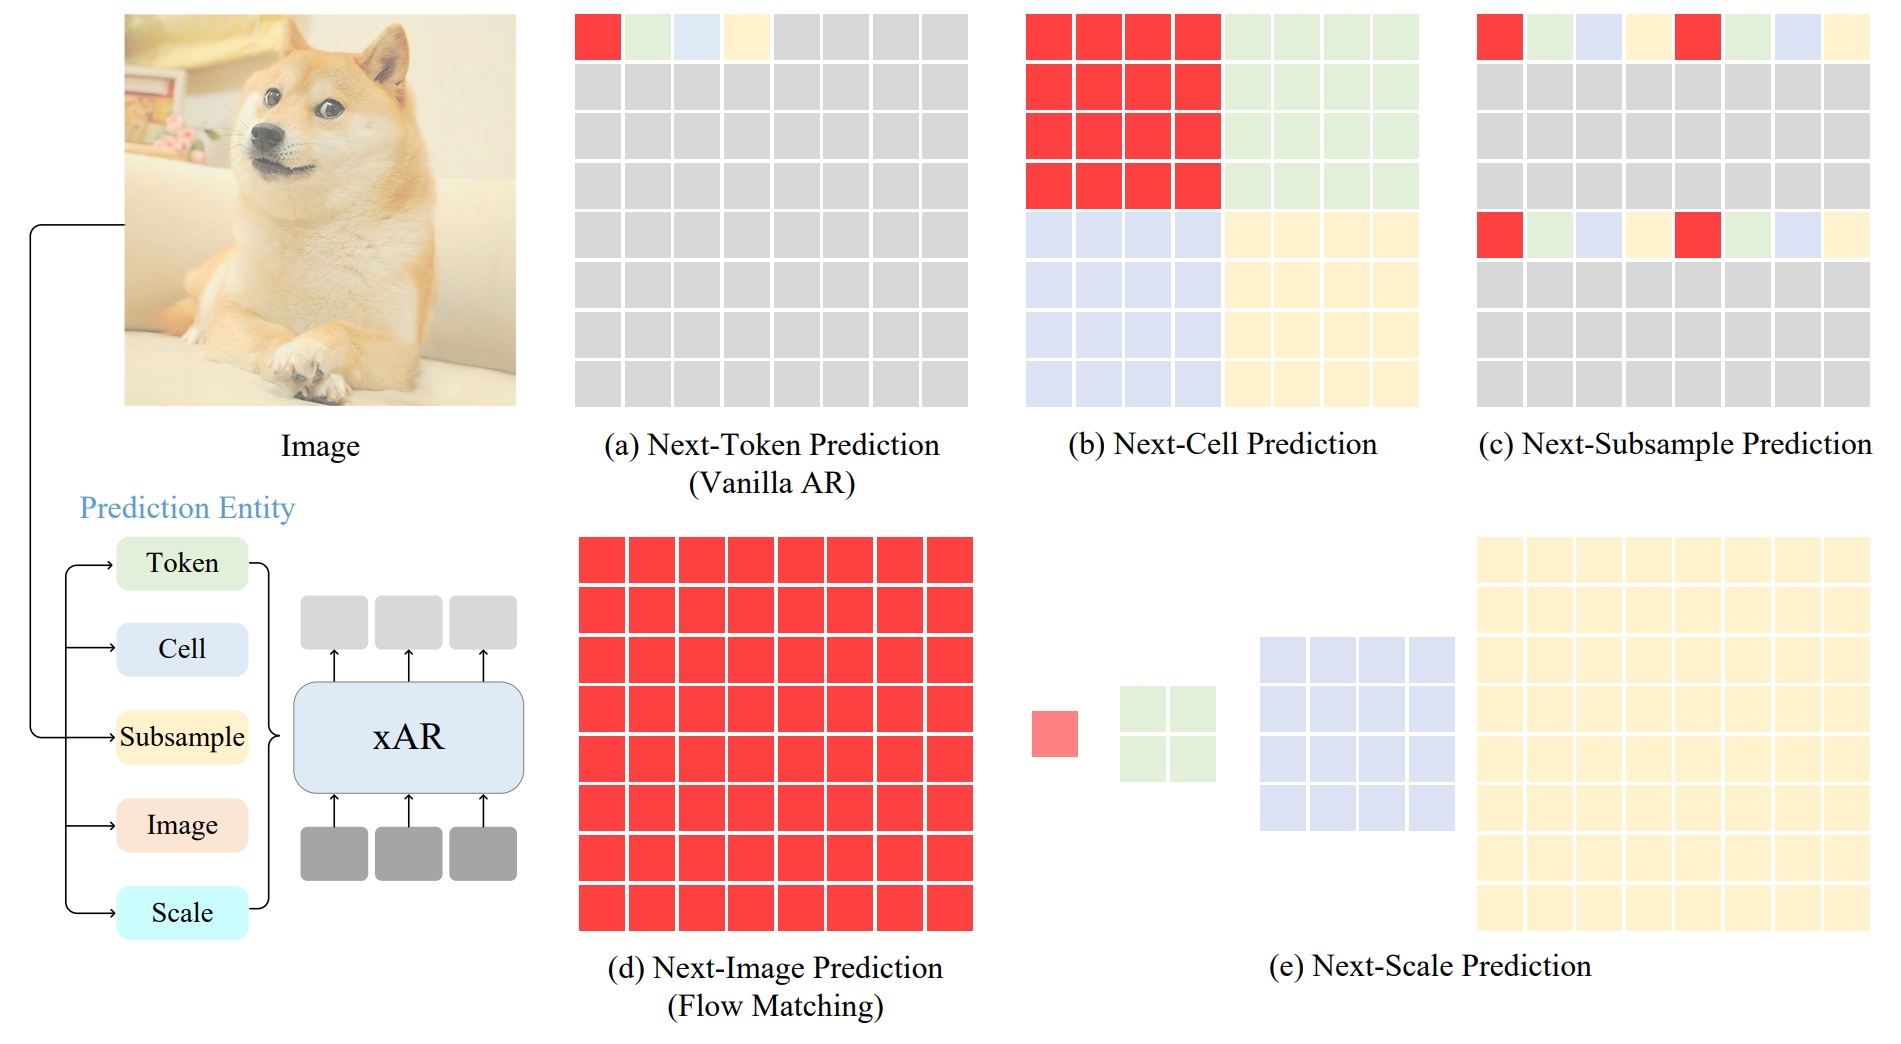 Image
(a) Next-Token Prediction
(Vanilla AR)
(b) Next-Cell Prediction
(c) Next-Subsample Prediction
Prediction Entity
Token
Cell
Subsample
Image
Scale
xAR
(d) Next-Image Prediction
(Flow Matching)
(e) Next-Scale Prediction